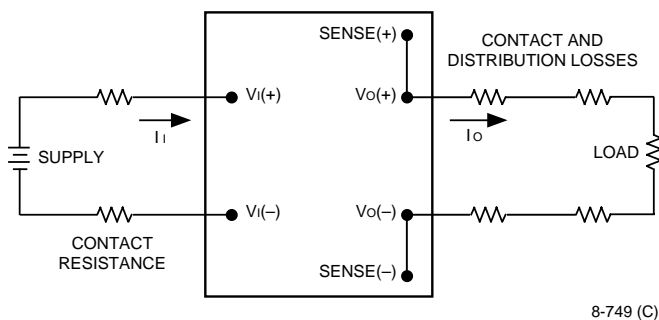 SENSE(+)
CONTACT AND
DISTRIBUTION LOSSES
VI(+)
VO(+)
II
IO
SUPPLY
LOAD
VI(–)
VO(–)
CONTACT
RESISTANCE
SENSE(–)
8-749 (C)